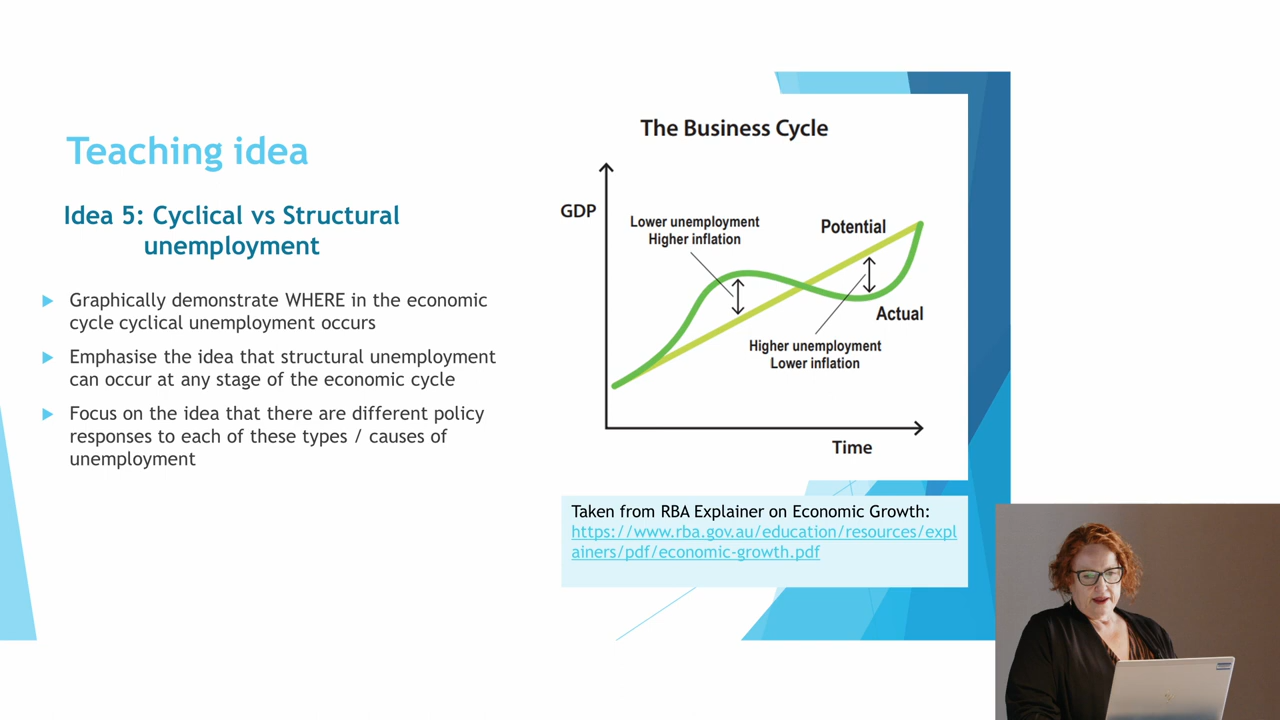 Teaching idea
Idea 5: Cyclical vs Structural
unemployment
Graphically demonstrate WHERE in the economic
cycle cyclical unemployment occurs
Emphasise the idea that structural unemployment
can occur at any stage of the economic cycle
Focus on the idea that there are different policy
responses to each of these types / causes of
unemployment
The Business Cycle
GDP
Lower unemployment
Higher inflation
Potential
Actual
Higher unemployment
Lower inflation
Time
Taken from RBA Explainer on Economic Growth:
https://www.rba.gov.au/education/resources/expl
ainers/pdf/economic-growth.pdf